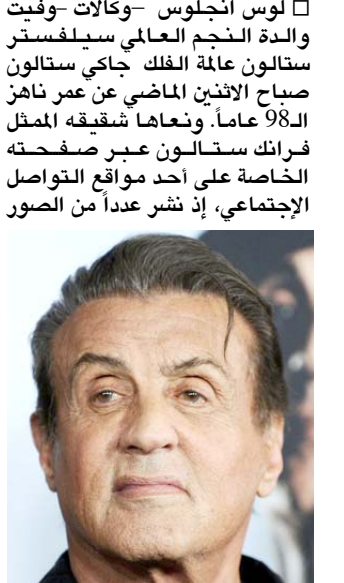 □ لوس انجلوس –وكالات –وفيت
والدة النجم العالمي سيلفستر
ستالون عالمة الفلك جاكي ستالون
صباح الاثنين الماضي عن عمر ناهز
الـ98 عاماً. ونعاها شقيقه الممثل
فرانك ستالون عبر صفحته
الخاصة على أحد مواقع التواصل
الإجتماعي، إذ نشر عدداً من الصور